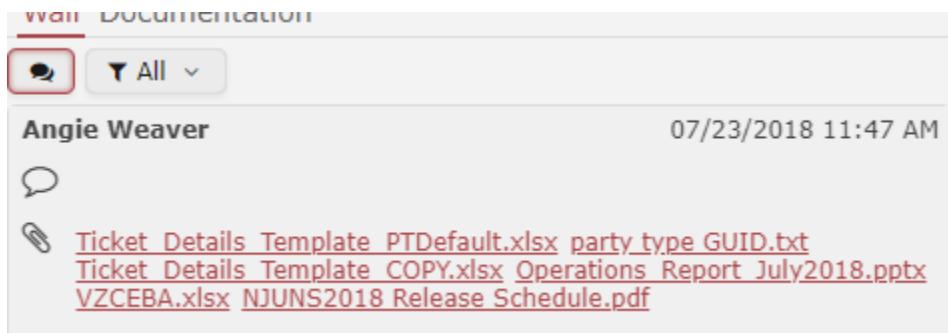 Wall Documentation
All
Angie Weaver 07/23/2018 11:47 AM
Ticket_Details_Template_PTDefault.xlsx party type GUID.txt
Ticket_Details_Template_COPY.xlsx Operations_Report_July2018.pptx
VZCEBA.xlsx NJUNS2018 Release Schedule.pdf